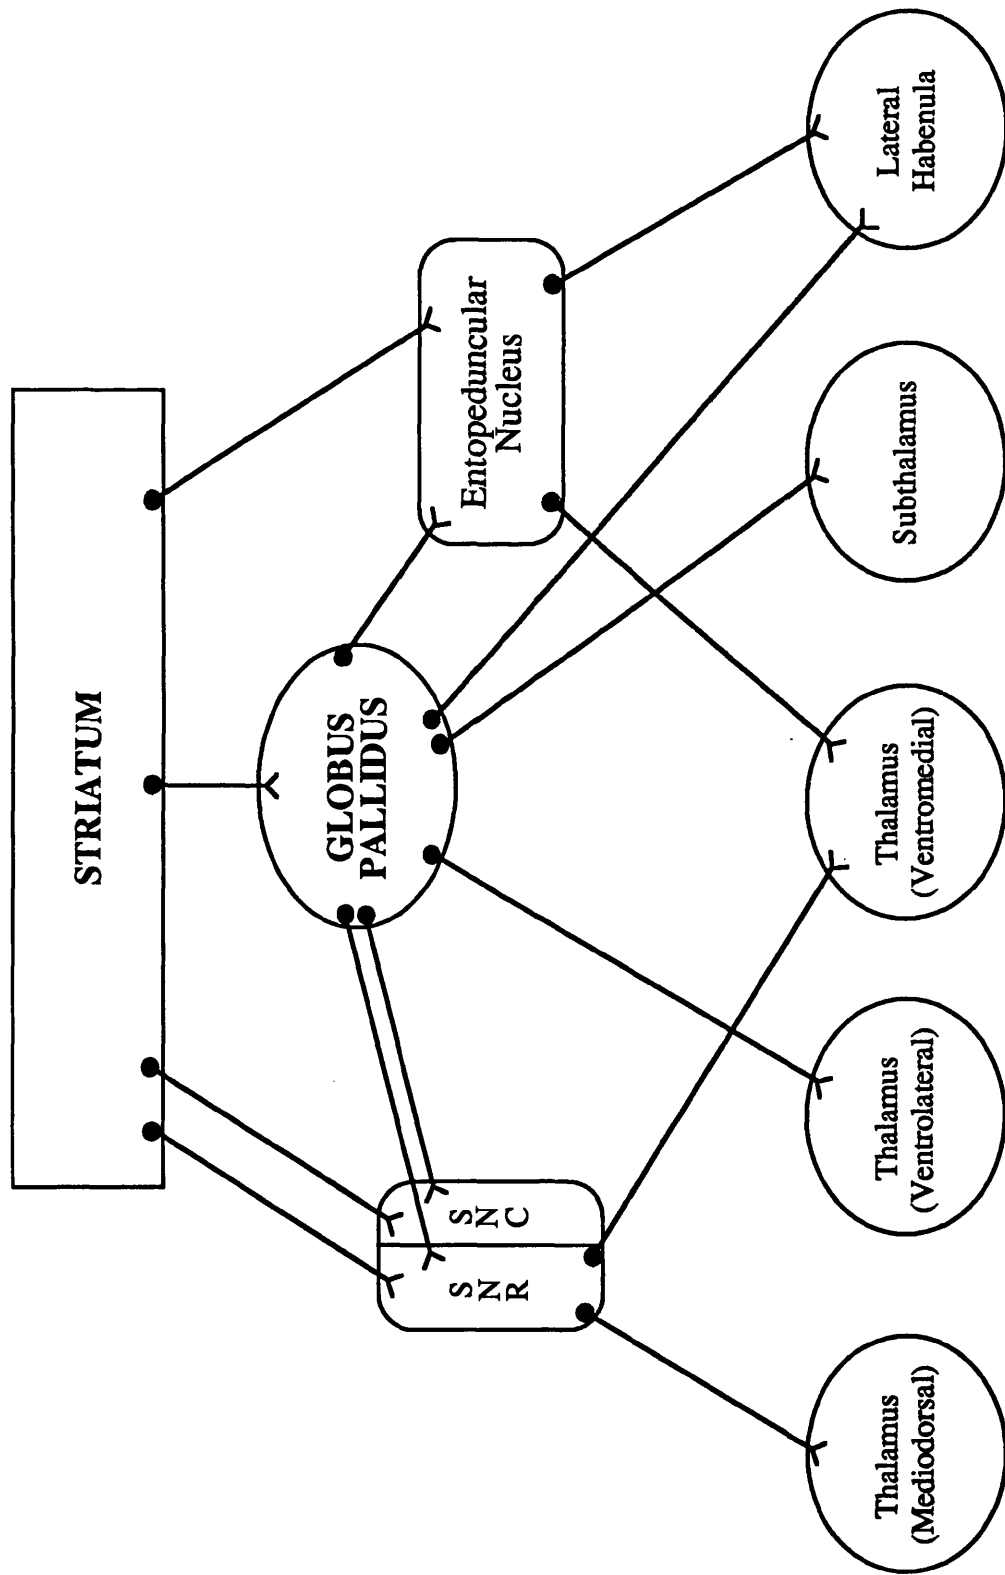 STRIATUM
GLOBUS
PALLIDUS
Entopeduncular
Nucleus
S
N
R
S
N
C
Thalamus
(Mediodorsal)
Thalamus
(Ventrolateral)
Thalamus
(Ventromedial)
Subthalamus
Lateral
Habenula